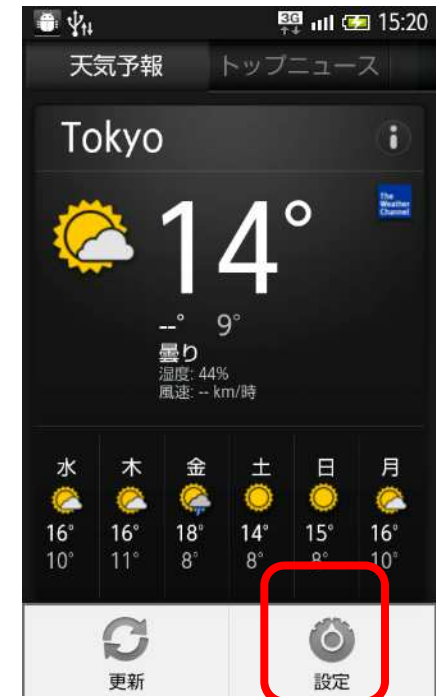 3G 15:20
天気予報 トップニュース
Tokyo
The
Weather
Channel
14°
--° 9°
曇り
湿度: 44%
風速: -- km/時
水 木 金 土 日 月
16° 16° 18° 14° 15° 16°
10° 11° 8° 8° 8° 10°
更新 設定